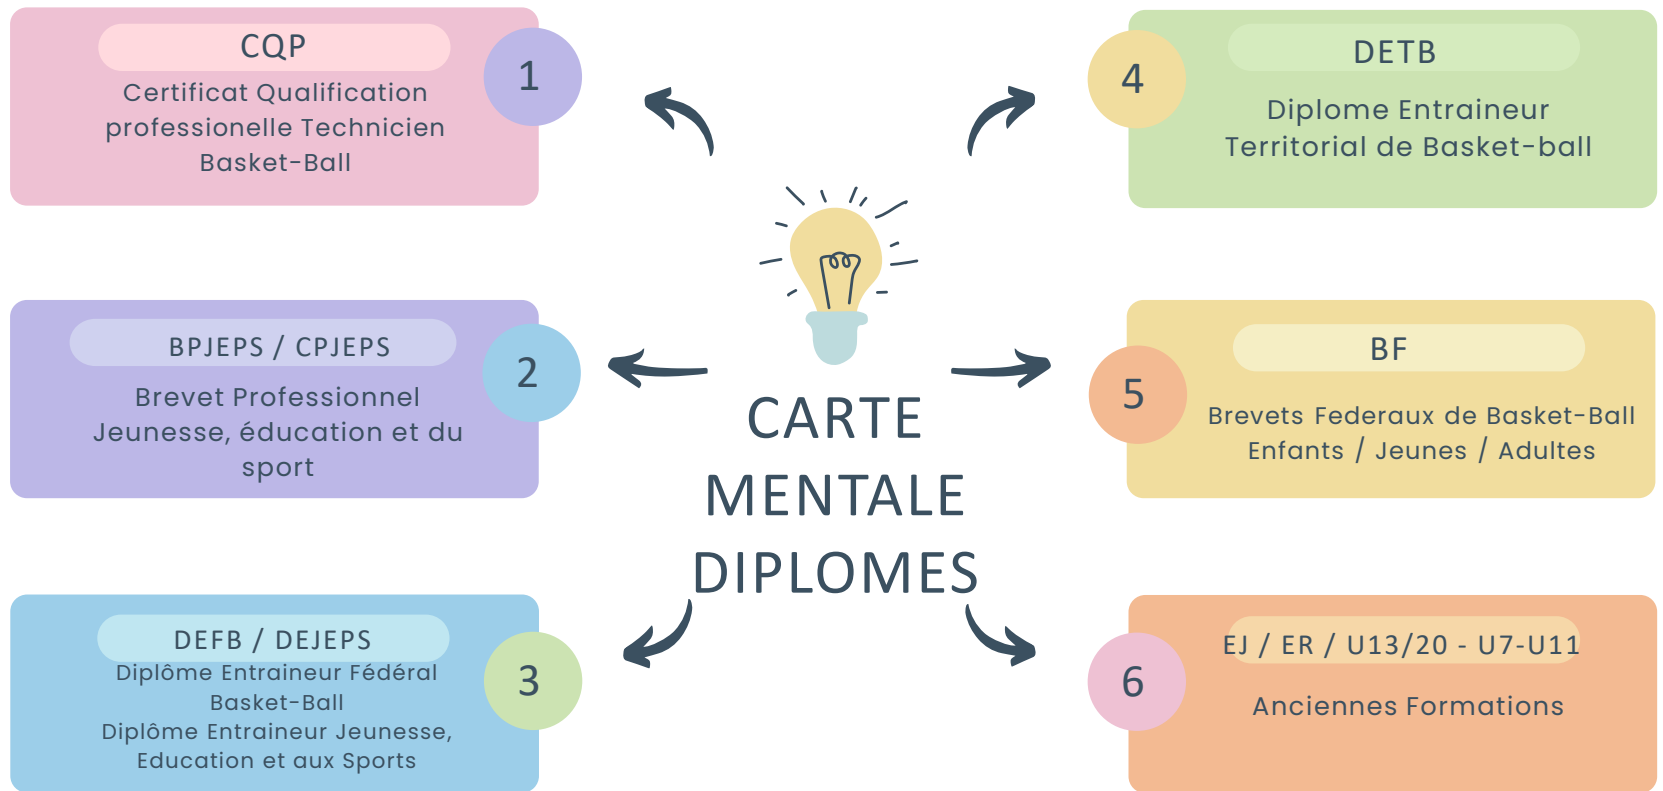 CQP
Certificat Qualification
professionelle Technicien
Basket-Ball
1
BPJEPS / CPJEPS
Brevet Professionnel
Jeunesse, éducation et du
sport
2
DEFB / DEJEPS
Diplôme Entraineur Fédéral
Basket-Ball
Diplôme Entraineur Jeunesse,
Education et aux Sports
3
CARTE
MENTALE
DIPLOMES
4
DETB
Diplome Entraineur
Territorial de Basket-ball
5
BF
Brevets Federaux de Basket-Ball
Enfants / Jeunes / Adultes
6
EJ / ER / U13/20 - U7-U11
Anciennes Formations